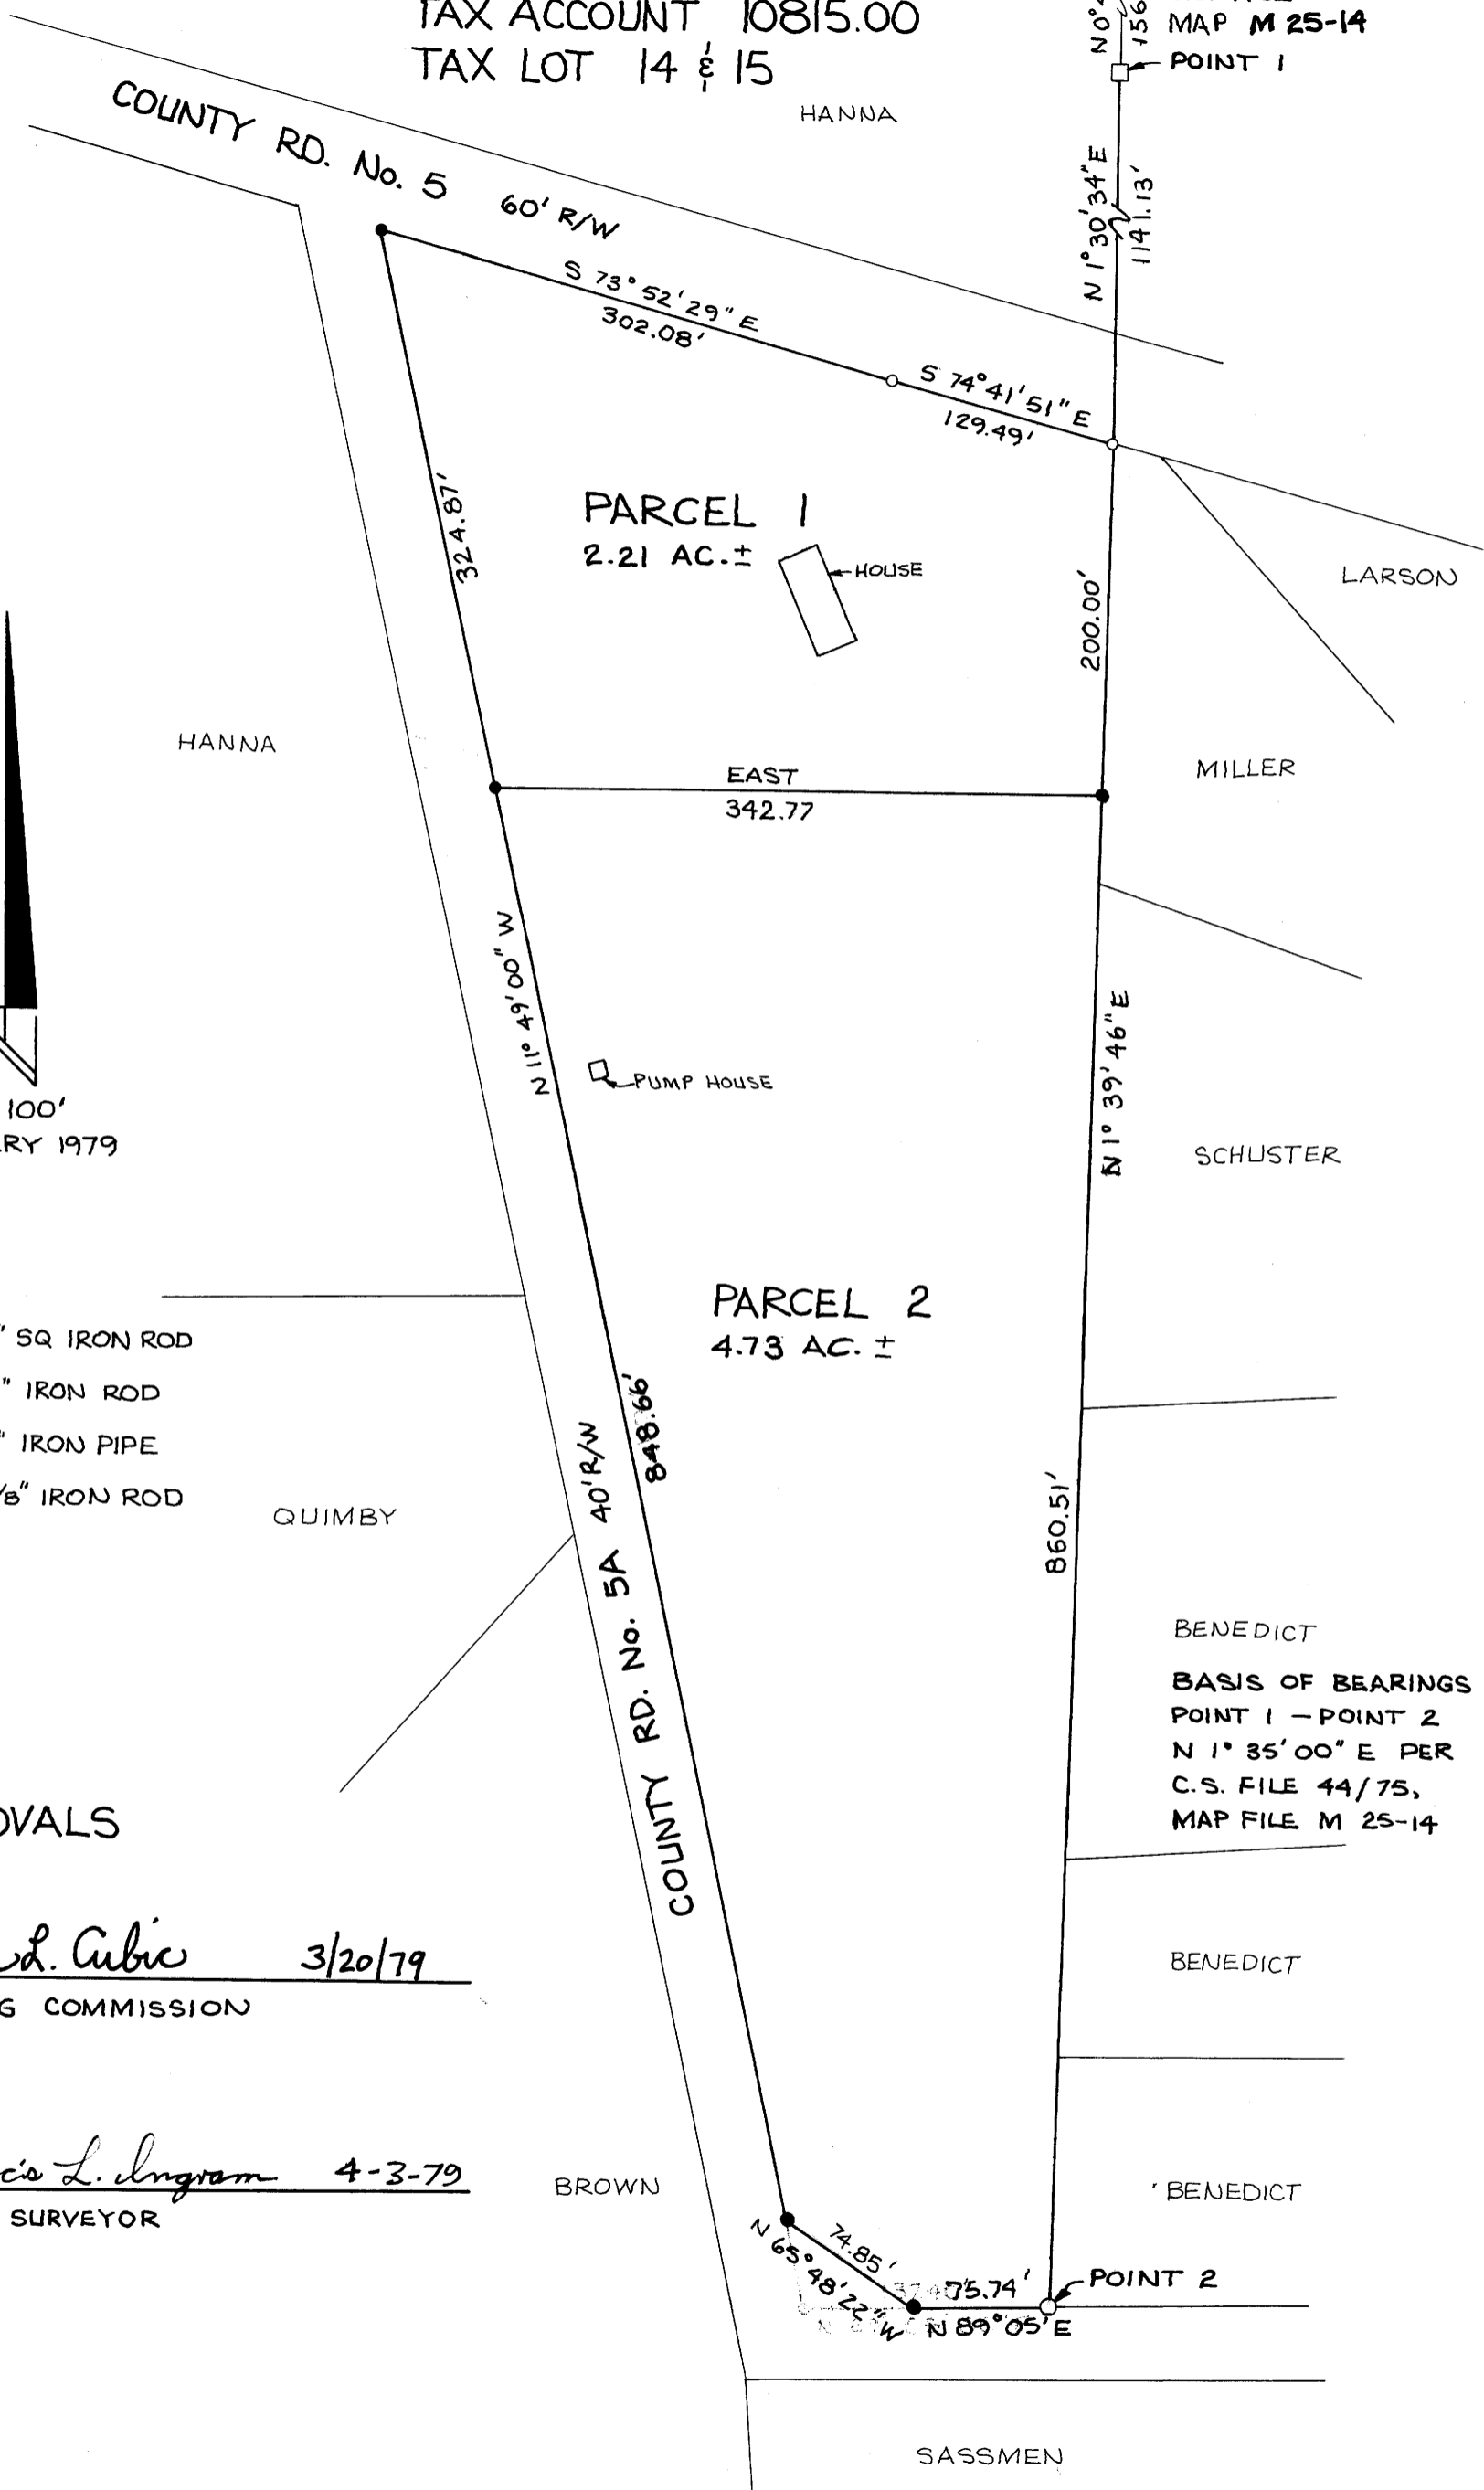 TAX ACCOUNT 10815.00
TAX LOT 14 & 15
MAP M 25-14
POINT 1
HANNA
COUNTY RD. No. 5 60' R/W
N 1° 30' 34" E
1141.13'
S 73° 52' 29" E
302.08'
S 74° 41' 51" E
129.49'
324.87'
PARCEL 1
2.21 AC. ±
HOUSE
200.00'
LARSON
HANNA
EAST
342.77
MILLER
N 11° 49' 00" W
N 1° 39' 46" E
PUMP HOUSE
100'
RY 1979
SCHUSTER
PARCEL 2
4.73 AC. ±
" SQ IRON ROD
" IRON ROD
" IRON PIPE
/8" IRON ROD
848.66'
COUNTY RD. No. 5A 40' R/W
QUIMBY
860.51'
BENEDICT
BASIS OF BEARINGS
POINT 1 - POINT 2
N 1° 35' 00" E PER
C.S. FILE 44/75,
MAP FILE M 25-14
OVALS
L. Cubic 3/20/79
G COMMISSION
BENEDICT
cis L. Ingram 4-3-79
SURVEYOR
BROWN
BENEDICT
74.85'
N 65° 48' 22" W
75.74'
N 89° 05' E
POINT 2
SASSMEN